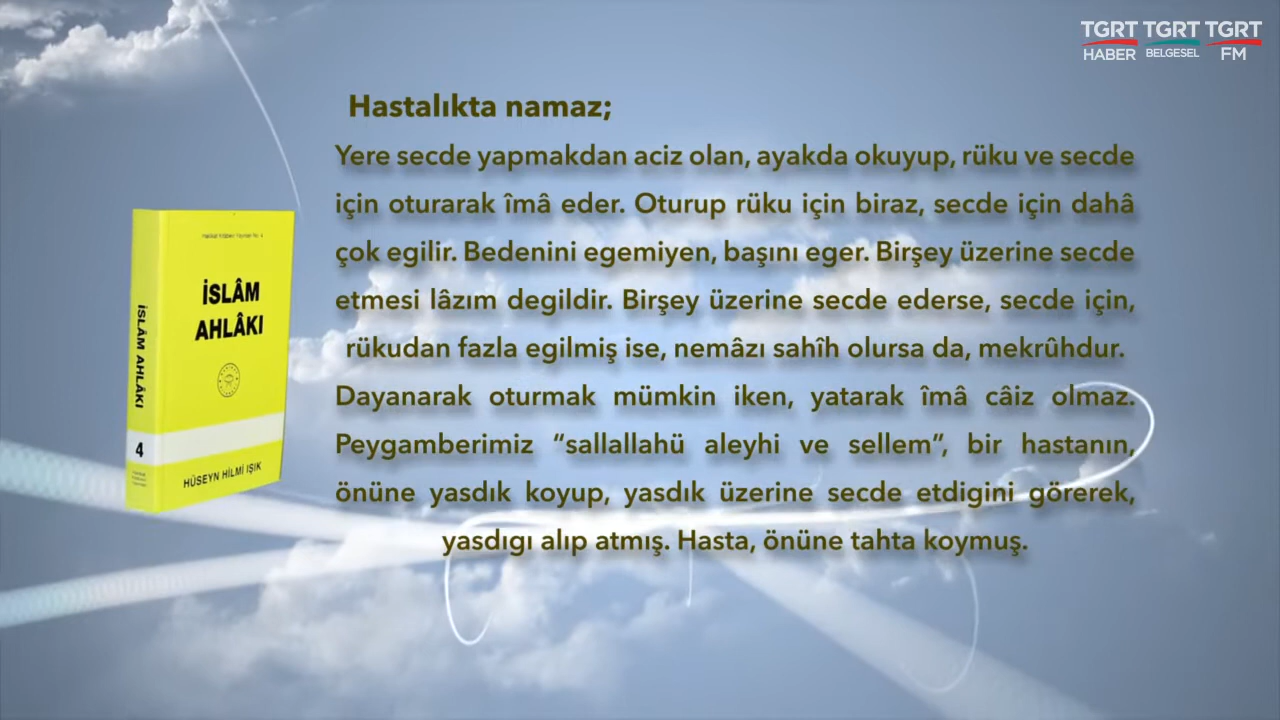 TGRT TGRT TGRT
HABER BELGESEL FM
Hastalıkta namaz;
Yere secde yapmakdan aciz olan, ayakda okuyup, rüku ve secde
için oturarak îmâ eder. Oturup rüku için biraz, secde için dahâ
çok egilir. Bedenini egemiyen, başını eger. Birşey üzerine secde
etmesi lâzım degildir. Birşey üzerine secde ederse, secde için,
rükudan fazla egilmiş ise, nemâzı sahîh olursa da, mekrûhdur.
Dayanarak oturmak mümkin iken, yatarak îmâ câiz olmaz.
Peygamberimiz “sallallahü aleyhi ve sellem”, bir hastanın,
önüne yasdık koyup, yasdık üzerine secde etdigini görerek,
yasdıgı alıp atmış. Hasta, önüne tahta koymuş.
İSLÂM
AHLÂKI
HÜSEYN HİLMİ IŞIK
İSLÂM AHLÂKI
4